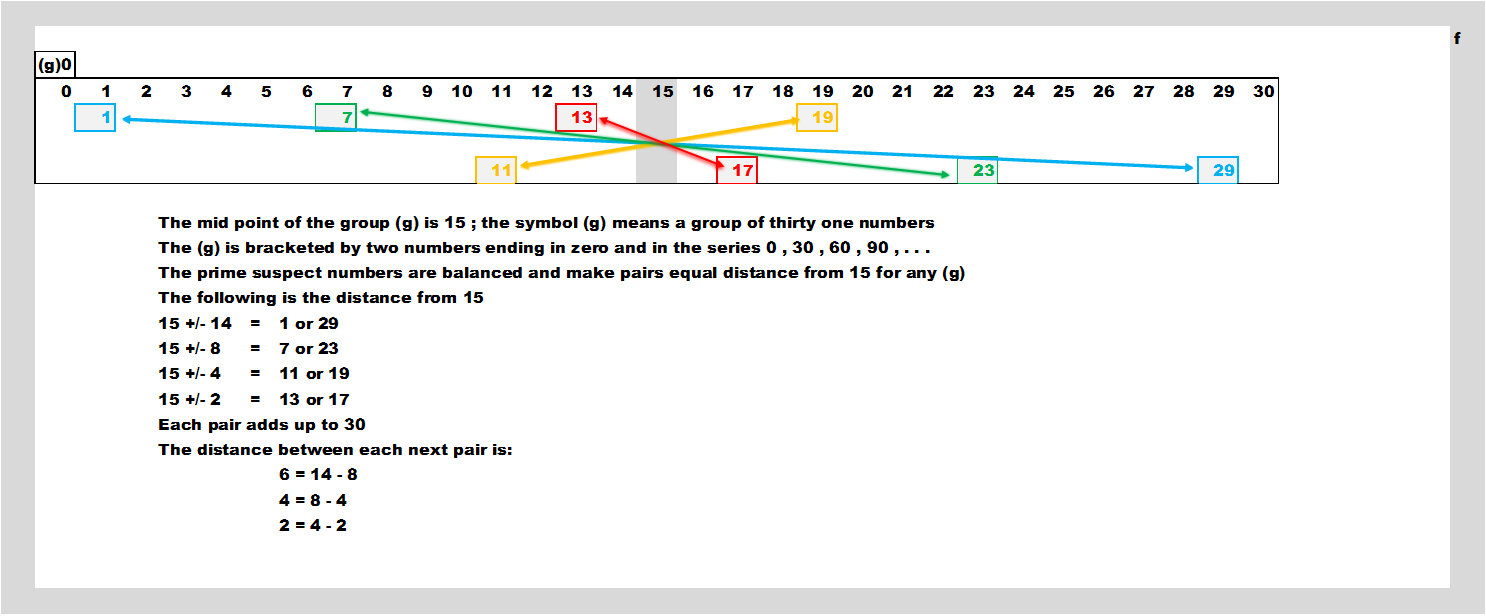 f
(g)0
0 1 2 3 4 5 6 7 8 9 10 11 12 13 14 15 16 17 18 19 20 21 22 23 24 25 26 27 28 29 30
1 7 13 19
11 17 23 29
The mid point of the group (g) is 15 ; the symbol (g) means a group of thirty one numbers
The (g) is bracketed by two numbers ending in zero and in the series 0 , 30 , 60 , 90 , . . .
The prime suspect numbers are balanced and make pairs equal distance from 15 for any (g)
The following is the distance from 15
15 +/- 14 = 1 or 29
15 +/- 8 = 7 or 23
15 +/- 4 = 11 or 19
15 +/- 2 = 13 or 17
Each pair adds up to 30
The distance between each next pair is:
6 = 14 - 8
4 = 8 - 4
2 = 4 - 2